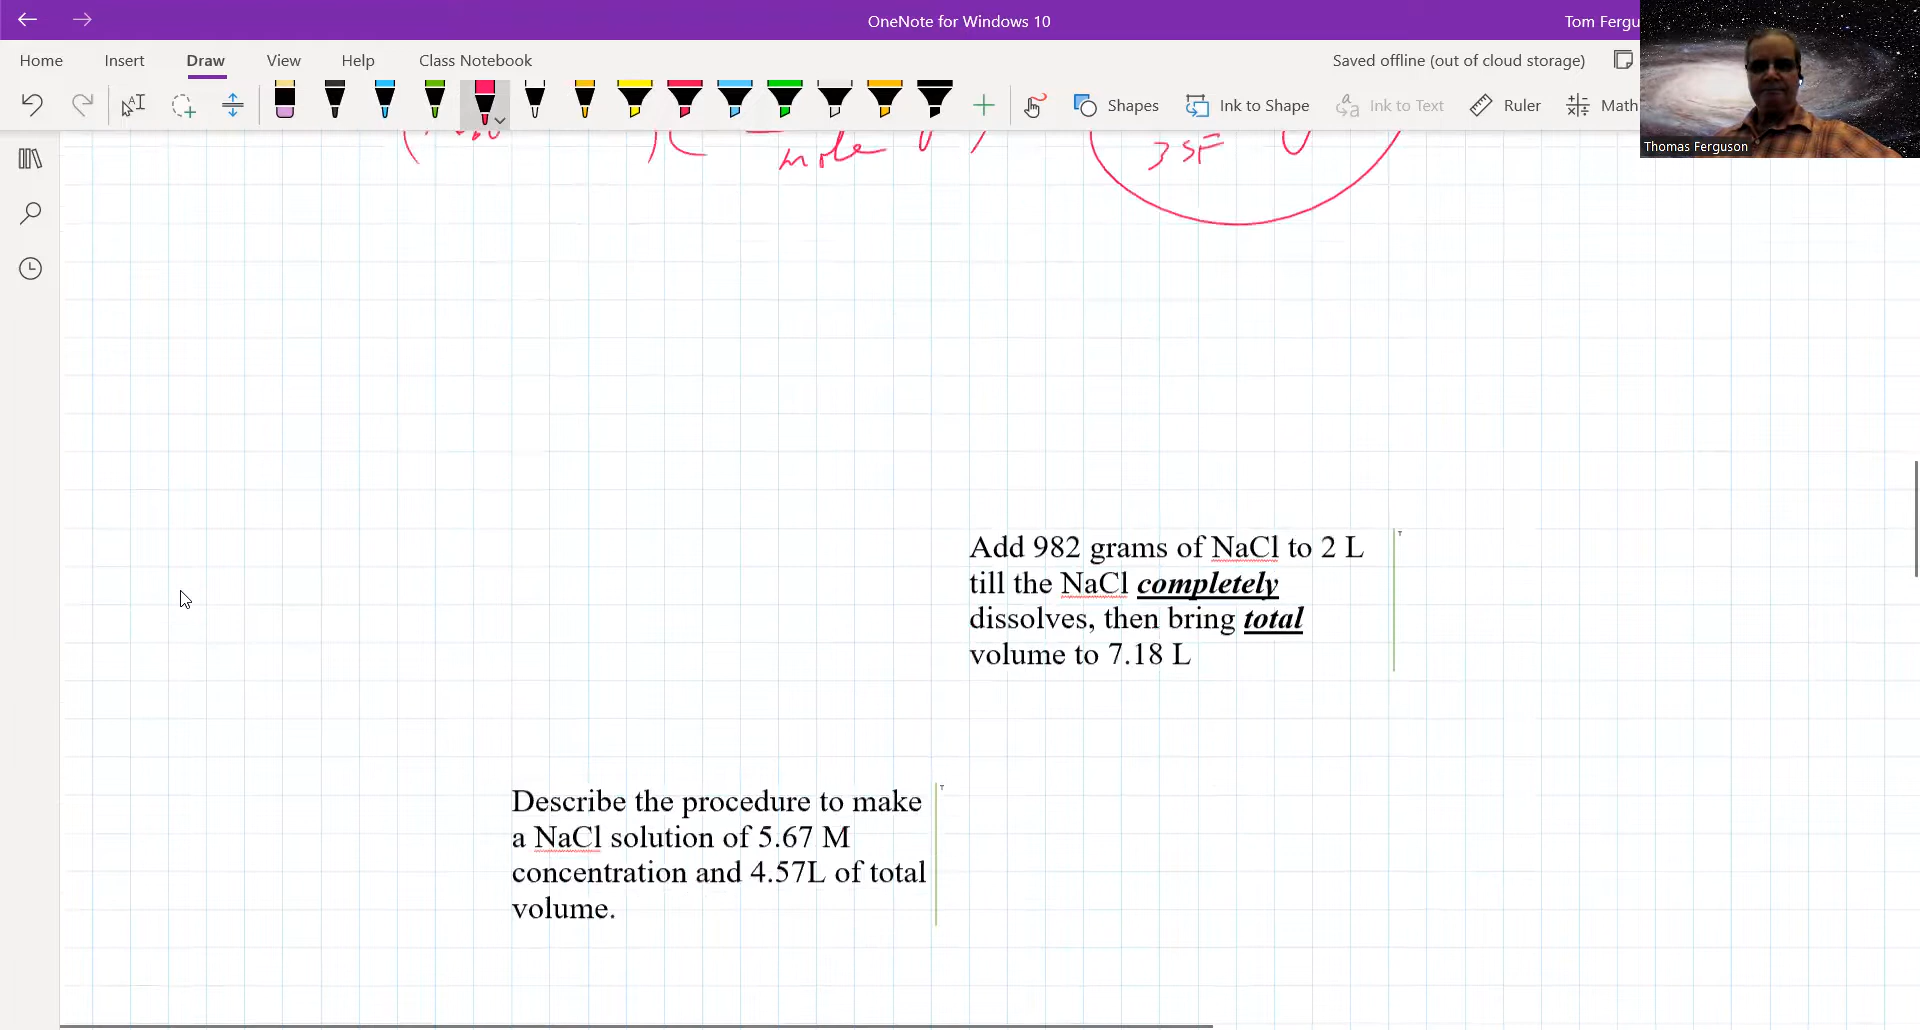 OneNote for Windows 10
Tom Fergu
Home Insert Draw View Help Class Notebook
Saved offline (out of cloud storage)
Shapes Ink to Shape Ink to Text Ruler Math
Thomas Ferguson
mole
3 SF
Add 982 grams of NaCl to 2 L
till the NaCl completely
dissolves, then bring total
volume to 7.18 L
Describe the procedure to make
a NaCl solution of 5.67 M
concentration and 4.57L of total
volume.